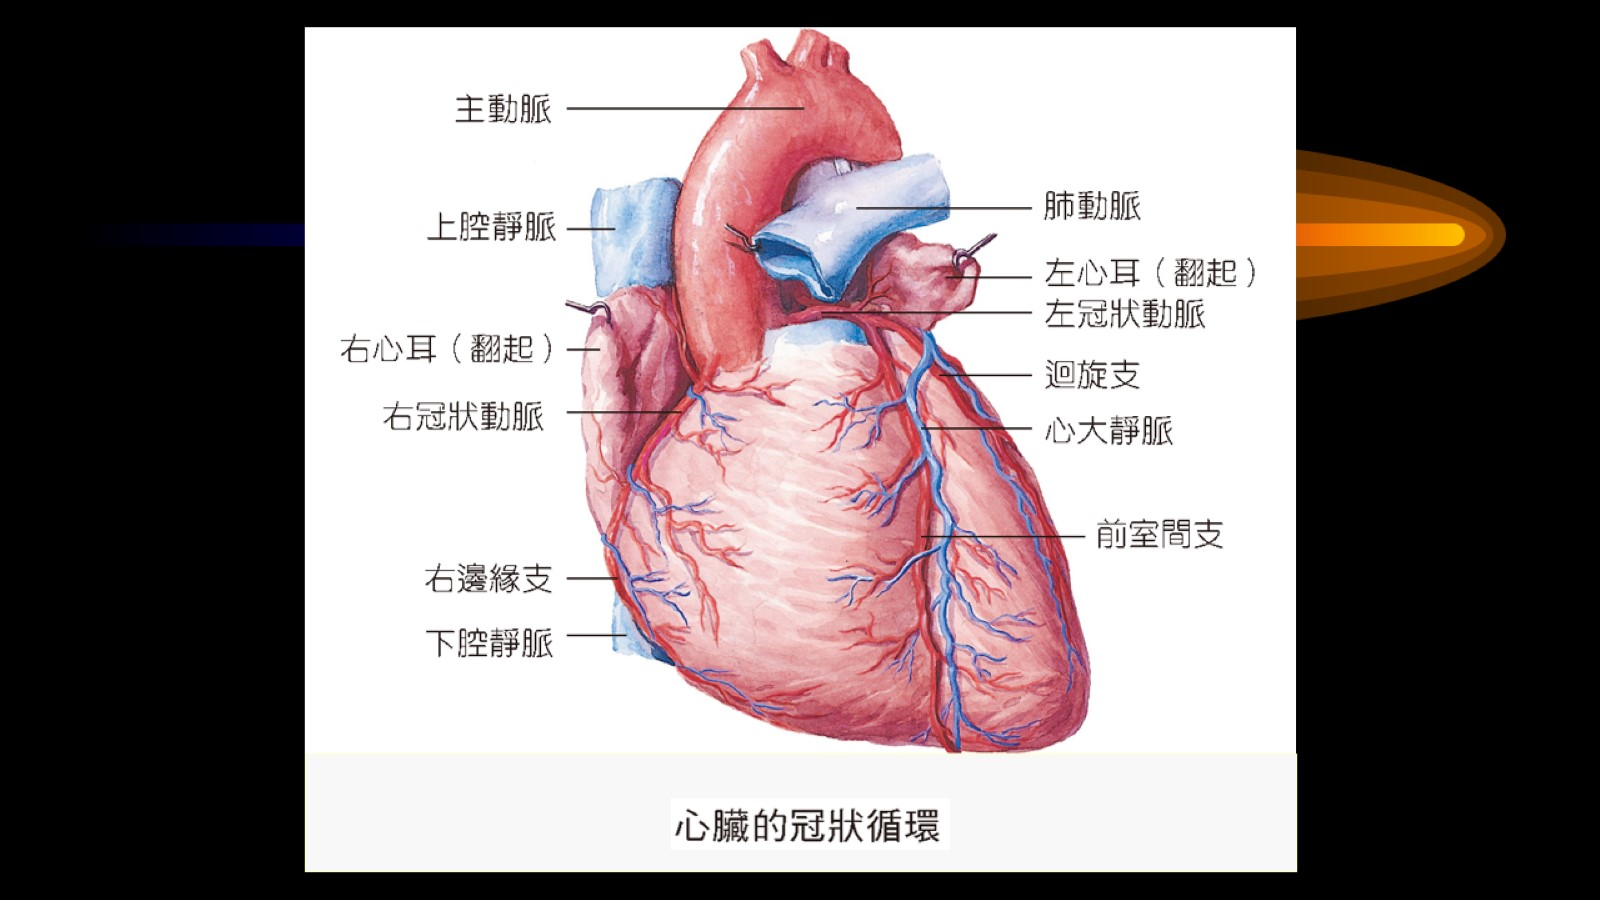 主動脈
上腔靜脈
右心耳（翻起）
右冠狀動脈
右邊緣支
下腔靜脈
肺動脈
左心耳（翻起）
左冠狀動脈
迴旋支
心大靜脈
前室間支
心臟的冠狀循環